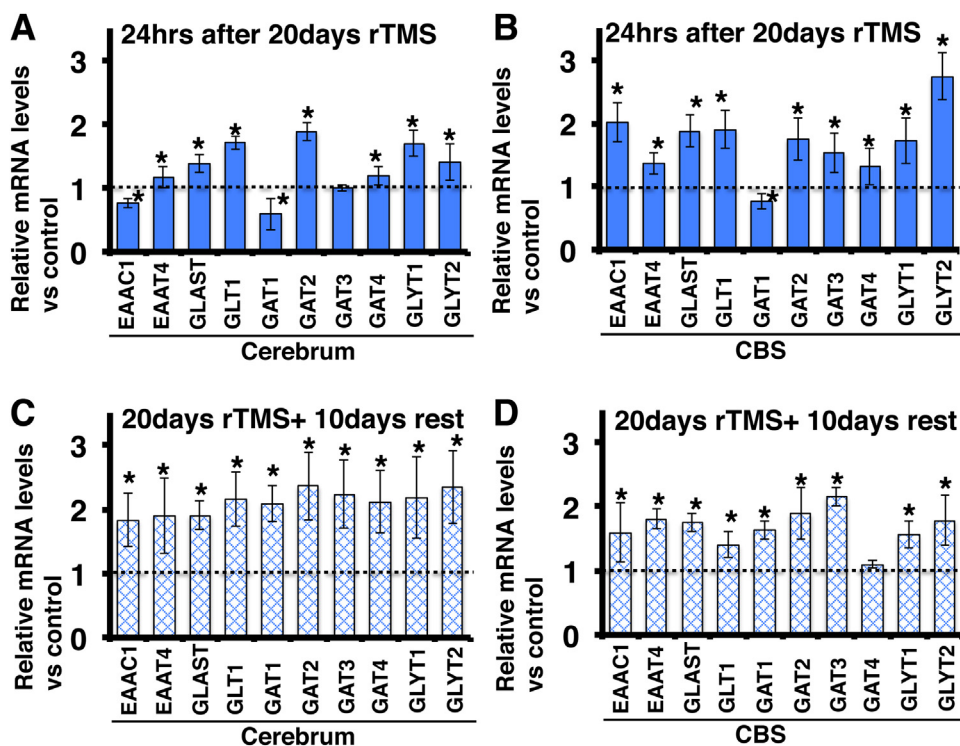 A
24hrs after 20days rTMS
Relative mRNA levels
vs control
3
2
1
0
*
*
*
*
*
*
*
*
*
EAAC1
EAAT4
GLAST
GLT1
GAT1
GAT2
GAT3
GAT4
GLYT1
GLYT2
Cerebrum
B
24hrs after 20days rTMS
Relative mRNA levels
vs control
3
2
1
0
*
*
*
*
*
*
*
*
*
*
EAAC1
EAAT4
GLAST
GLT1
GAT1
GAT2
GAT3
GAT4
GLYT1
GLYT2
CBS
C
20days rTMS+ 10days rest
Relative mRNA levels
vs control
3
2
1
0
*
*
*
*
*
*
*
*
*
*
EAAC1
EAAT4
GLAST
GLT1
GAT1
GAT2
GAT3
GAT4
GLYT1
GLYT2
Cerebrum
D
20days rTMS+ 10days rest
Relative mRNA levels
vs control
3
2
1
0
*
*
*
*
*
*
*
*
*
EAAC1
EAAT4
GLAST
GLT1
GAT1
GAT2
GAT3
GAT4
GLYT1
GLYT2
CBS